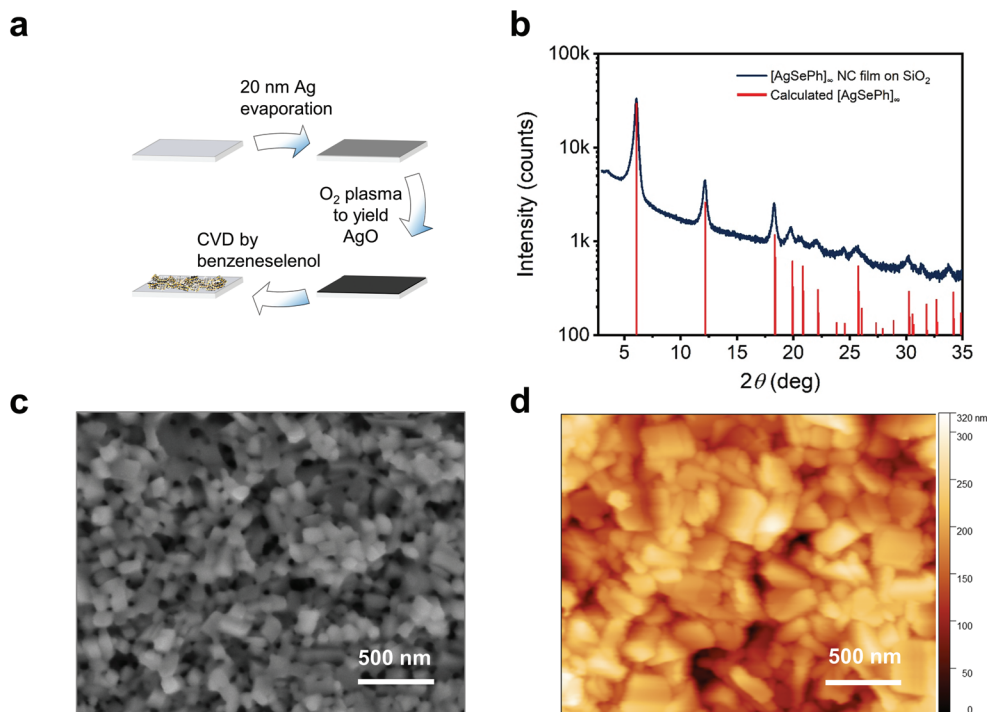 a
20 nm Ag
evaporation
O₂ plasma
to yield
AgO
CVD by
benzeneselenol
b
Intensity (counts)
100k
10k
1k
100
[AgSePh]∞ NC film on SiO₂
Calculated [AgSePh]∞
5 10 15 20 25 30 35
2θ (deg)
c
500 nm
d
500 nm
320 nm
300
250
200
150
100
50
0